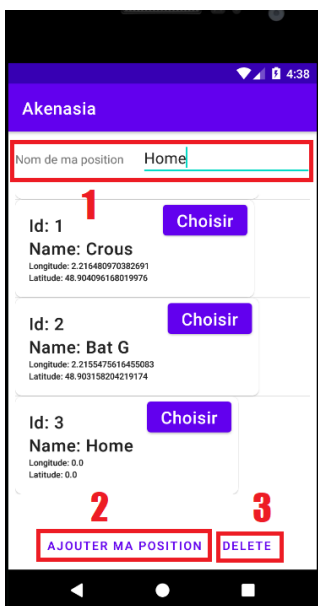 4:38
Akenasia
Nom de ma position Home
1
Id: 1 Choisir
Name: Crous
Longitude: 2.216480970382691
Latitude: 48.904096168019976
Id: 2 Choisir
Name: Bat G
Longitude: 2.2155475616455083
Latitude: 48.903158204219174
Id: 3 Choisir
Name: Home
Longitude: 0.0
Latitude: 0.0
2 3
AJOUTER MA POSITION DELETE